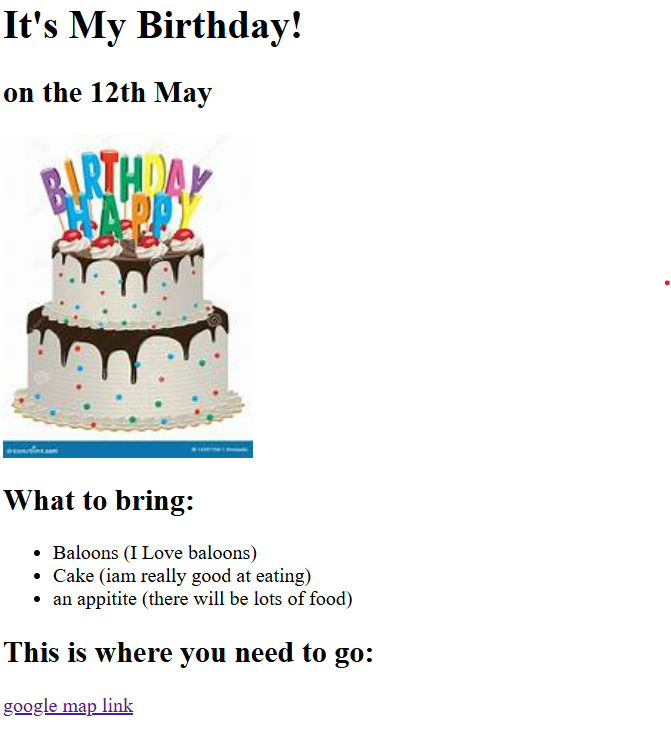 It's My Birthday!
on the 12th May
BIRTHDAY
HAPPY
What to bring:
Baloons (I Love baloons)
Cake (iam really good at eating)
an appitite (there will be lots of food)
This is where you need to go:
google map link